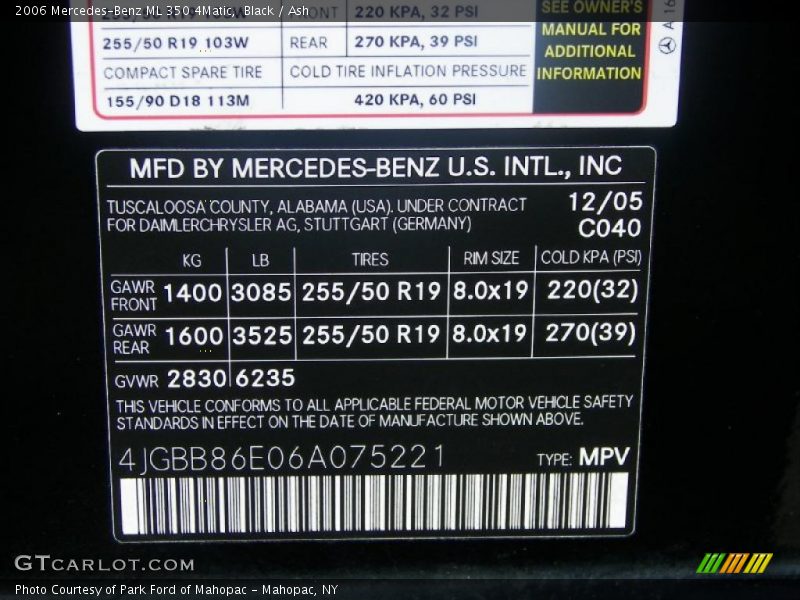 2006 Mercedes-Benz ML 350 4Matic, Black / Ash
220 KPA, 32 PSI
SEE OWNER'S
255/50 R19 103W REAR 270 KPA, 39 PSI
MANUAL FOR
ADDITIONAL
INFORMATION
COMPACT SPARE TIRE COLD TIRE INFLATION PRESSURE
155/90 D18 113M 420 KPA, 60 PSI
MFD BY MERCEDES-BENZ U.S. INTL., INC
TUSCALOOSA COUNTY, ALABAMA (USA). UNDER CONTRACT 12/05
FOR DAIMLERCHRYSLER AG, STUTTGART (GERMANY) C040
KG LB TIRES RIM SIZE COLD KPA (PSI)
GAWR FRONT 1400 3085 255/50 R19 8.0x19 220(32)
GAWR REAR 1600 3525 255/50 R19 8.0x19 270(39)
GVWR 2830 6235
THIS VEHICLE CONFORMS TO ALL APPLICABLE FEDERAL MOTOR VEHICLE SAFETY
STANDARDS IN EFFECT ON THE DATE OF MANUFACTURE SHOWN ABOVE.
4JGBB86E06A075221 TYPE: MPV
GTCARLOT.COM
Photo Courtesy of Park Ford of Mahopac - Mahopac, NY